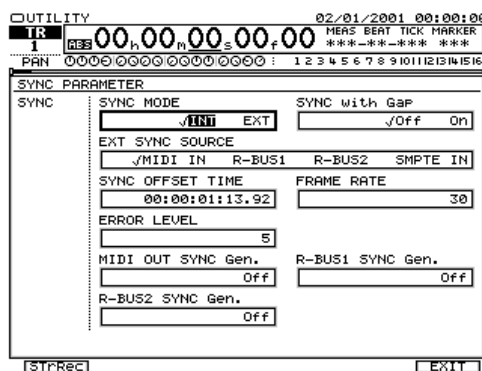 UTILITY 02/01/2001 00:00:00
TR 1 ABS 00h00m00s00f00 MEAS BEAT TICK MARKER
***-**-*** ***
PAN 1 2 3 4 5 6 7 8 9 10 11 12 13 14 15 16
SYNC PARAMETER
SYNC
SYNC MODE SYNC with Gap
√INT EXT √Off On
EXT SYNC SOURCE
√MIDI IN R-BUS1 R-BUS2 SMPTE IN
SYNC OFFSET TIME FRAME RATE
00:00:01:13.92 30
ERROR LEVEL
5
MIDI OUT SYNC Gen. R-BUS1 SYNC Gen.
Off Off
R-BUS2 SYNC Gen.
Off
STrRec EXIT